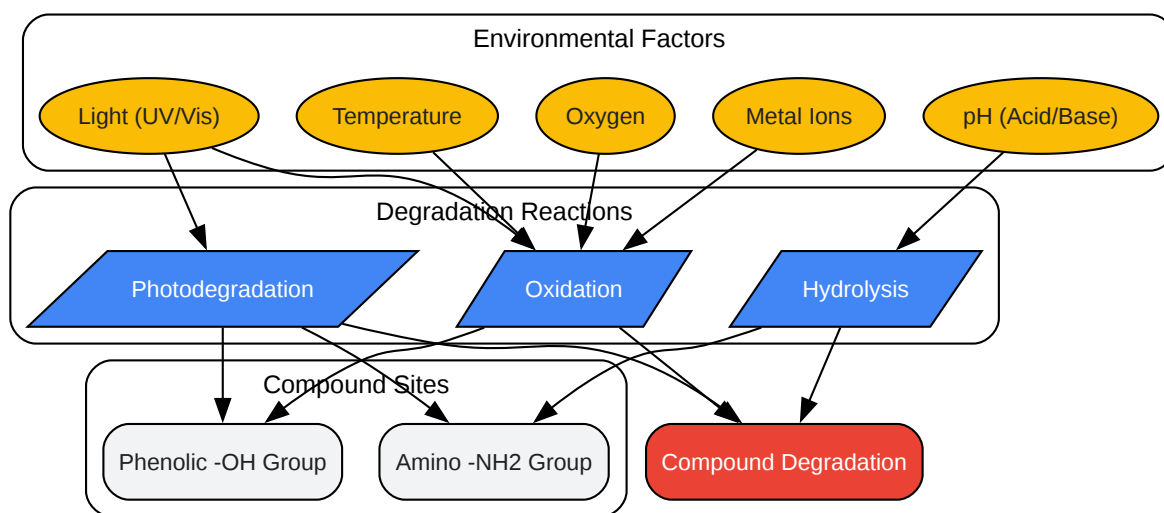 Environmental Factors
Light (UV/Vis)
Temperature
Oxygen
Metal Ions
pH (Acid/Base)
Degradation Reactions
Photodegradation
Oxidation
Hydrolysis
Compound Sites
Phenolic -OH Group
Amino -NH2 Group
Compound Degradation